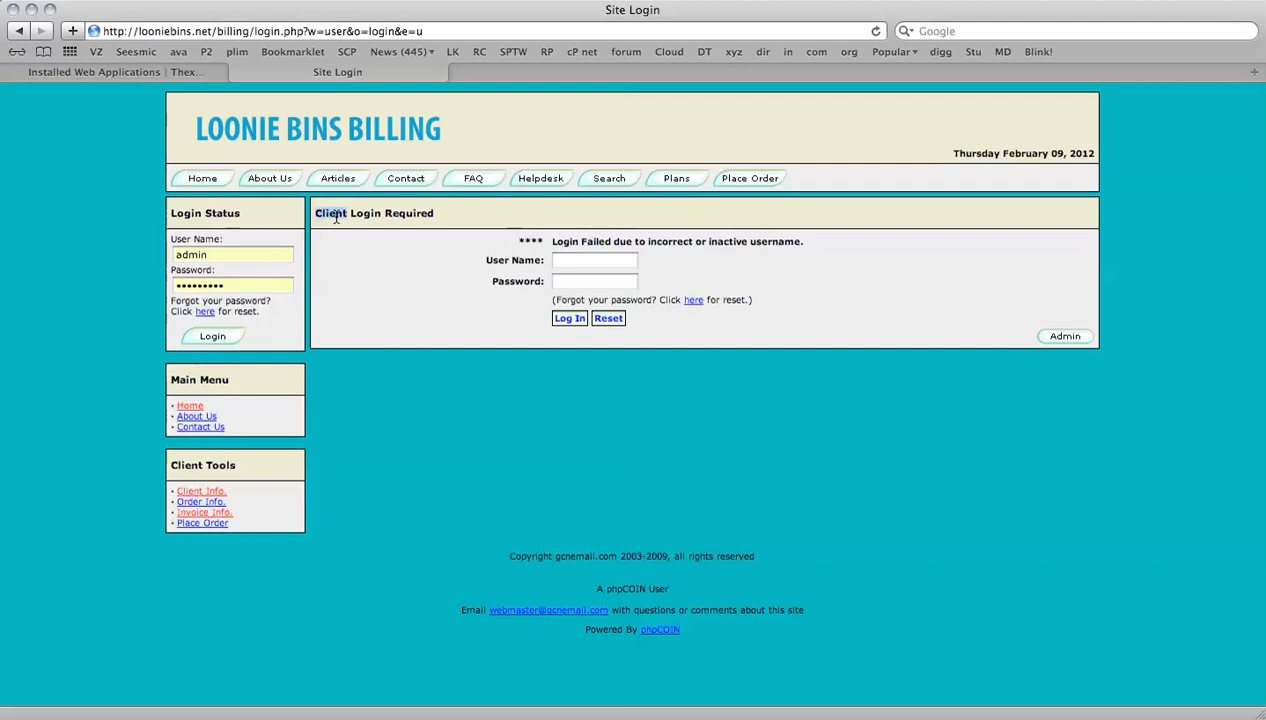 Site Login
http://looniebins.net/billing/login.php?w=user&o=login&e=u
Google
VZ Seesmic ava P2 plim Bookmarklet SCP News (445) LK RC SPTW RP cP net forum Cloud DT xyz dir in com org Popular digg Stu MD Blink!
Installed Web Applications | Thex...
Site Login
LOONIE BINS BILLING
Thursday February 09, 2012
Home About Us Articles Contact FAQ Helpdesk Search Plans Place Order
Login Status
User Name:
admin
Password:
•••••••••
Forgot your password?
Click here for reset.
Login
Client Login Required
**** Login Failed due to incorrect or inactive username.
User Name:
Password:
(Forgot your password? Click here for reset.)
Log In Reset
Admin
Main Menu
• Home
• About Us
• Contact Us
Client Tools
• Client Info.
• Order Info.
• Invoice Info.
• Place Order
Copyright gcnemail.com 2003-2009, all rights reserved
A phpCOIN User
Email webmaster@gcnemail.com with questions or comments about this site
Powered By phpCOIN